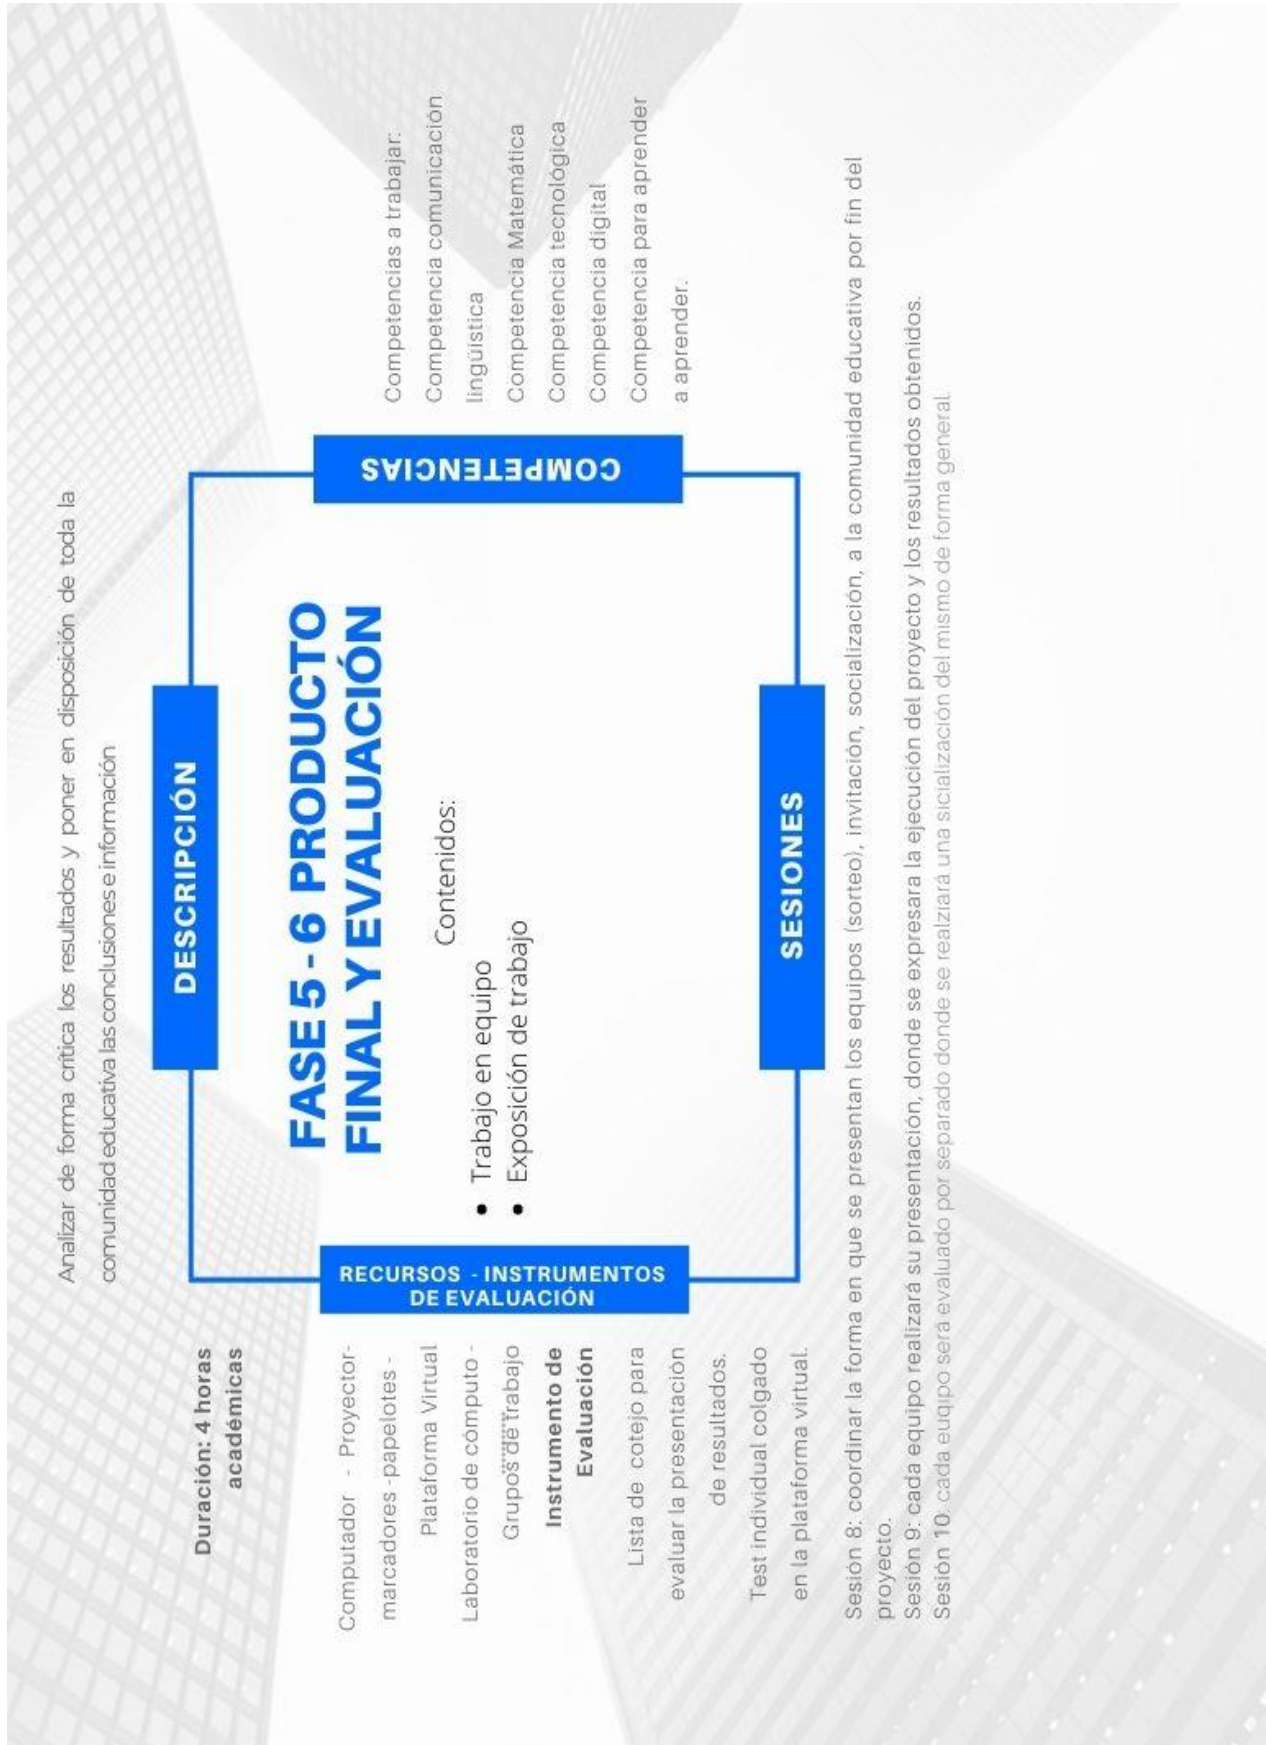 Analizar de forma crítica los resultados y poner en disposición de toda la
comunidad educativa las conclusiones e información
DESCRIPCIÓN
Duración: 4 horas
académicas
FASE 5 - 6 PRODUCTO
FINAL Y EVALUACIÓN
Contenidos:
• Trabajo en equipo
• Exposición de trabajo
RECURSOS - INSTRUMENTOS
DE EVALUACIÓN
Computador - Proyector-
marcadores -papelotes -
Plataforma Virtual
Laboratorio de cómputo -
Grupos de trabajo
Instrumento de
Evaluación
Lista de cotejo para
evaluar la presentación
de resultados.
Test individual colgado
en la plataforma virtual.
COMPETENCIAS
Competencias a trabajar:
Competencia comunicación
lingüística
Competencia Matemática
Competencia tecnológica
Competencia digital
Competencia para aprender
a aprender.
SESIONES
Sesión 8: coordinar la forma en que se presentan los equipos (sorteo), invitación, socialización, a la comunidad educativa por fin del
proyecto.
Sesión 9: cada equipo realizará su presentación, donde se expresara la ejecución del proyecto y los resultados obtenidos.
Sesión 10. cada euqipo será evaluado por separado donde se realziará una sicialización del mismo de forma general.